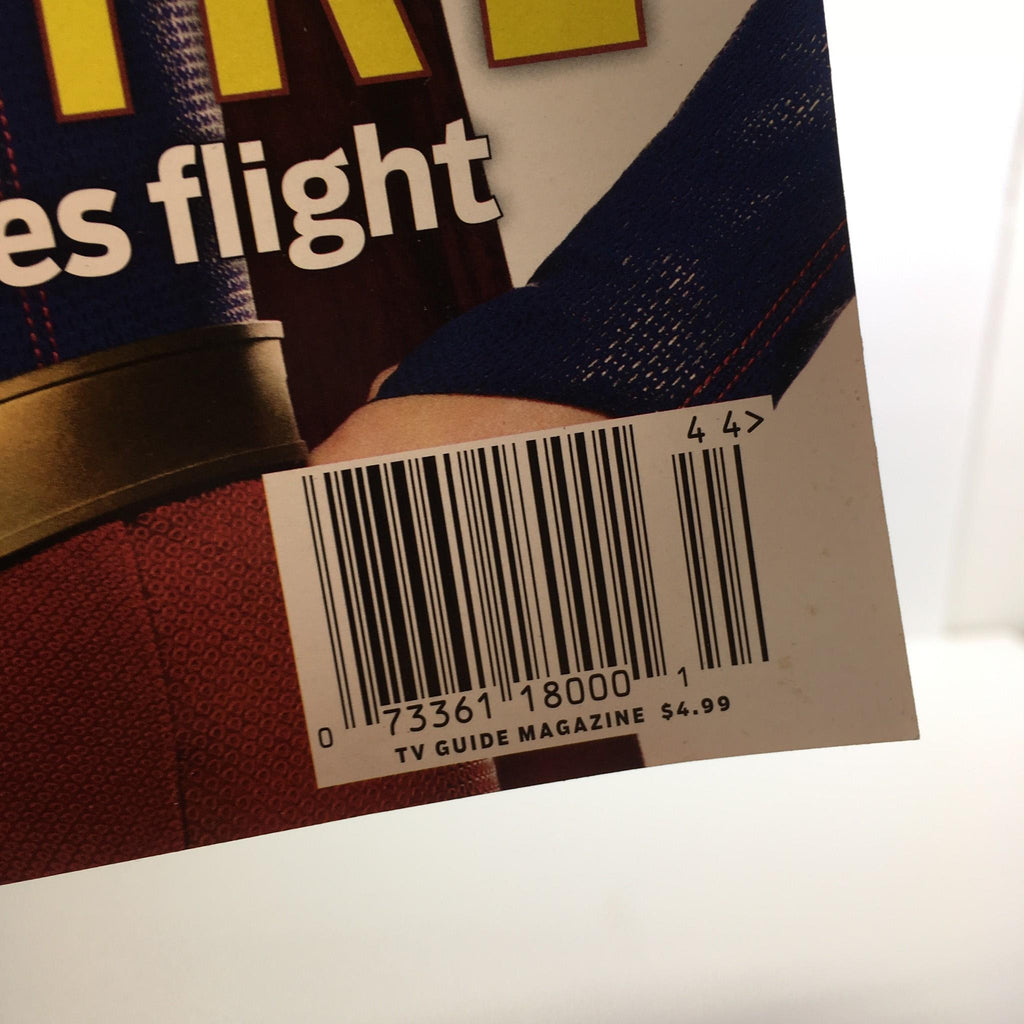 es flight
4 4>
0 73361 18000 1
TV GUIDE MAGAZINE $4.99